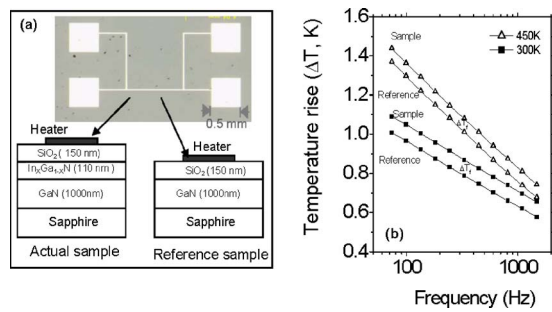 (a)
0.5 mm
Heater
SiO₂ (150 nm)
InₓGa₁₋ₓN (110 nm)
GaN (1000nm)
Sapphire
Actual sample
Heater
SiO₂ (150 nm)
GaN (1000nm)
Sapphire
Reference sample
Temperature rise (ΔT, K)
1.6
1.4
1.2
1.0
0.8
0.6
0.4
Sample
Reference
Sample
Reference
ΔTf
ΔTf
450K
300K
(b)
100
1000
Frequency (Hz)